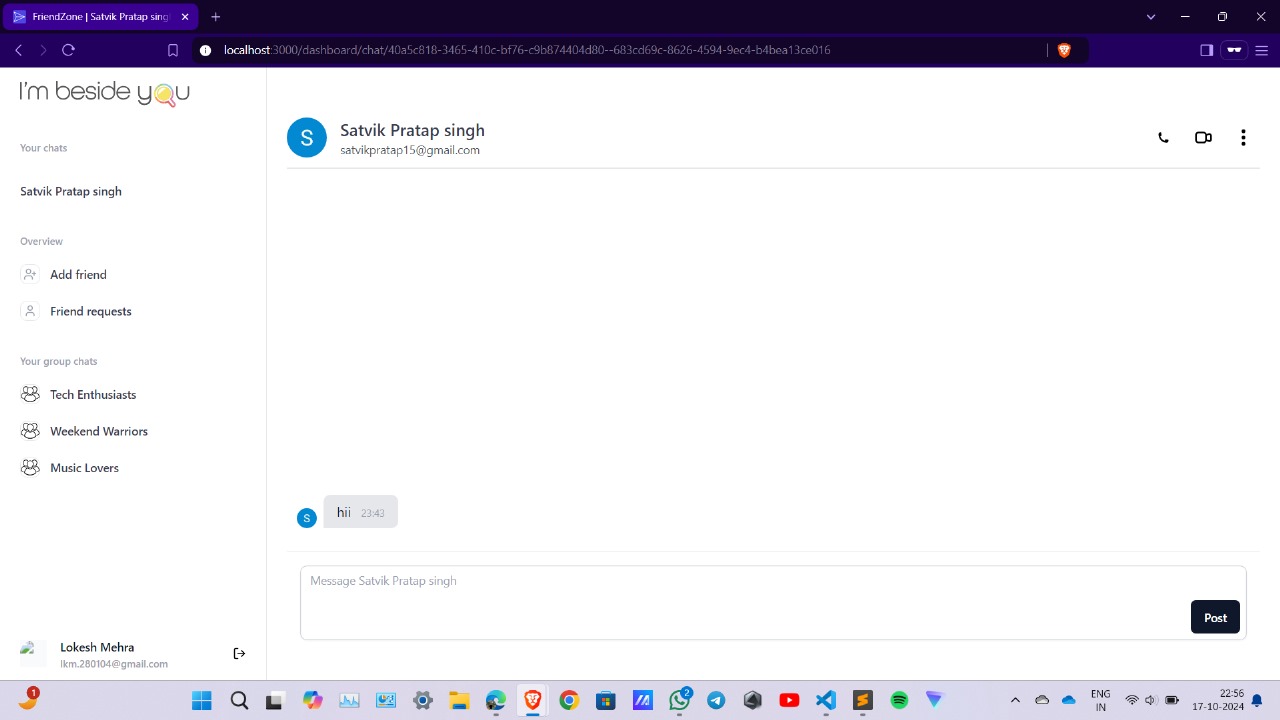 FriendZone | Satvik Pratap sing
localhost:3000/dashboard/chat/40a5c818-3465-410c-bf76-c9b874404d80--683cd69c-8626-4594-9ec4-b4bea13ce016
I'm beside you
Your chats
Satvik Pratap singh
Overview
Add friend
Friend requests
Your group chats
Tech Enthusiasts
Weekend Warriors
Music Lovers
Lokesh Mehra
lkm.280104@gmail.com
S
Satvik Pratap singh
satvikpratap15@gmail.com
S
hii 23:43
Message Satvik Pratap singh
Post
1
2
ENG
IN
22:56
17-10-2024